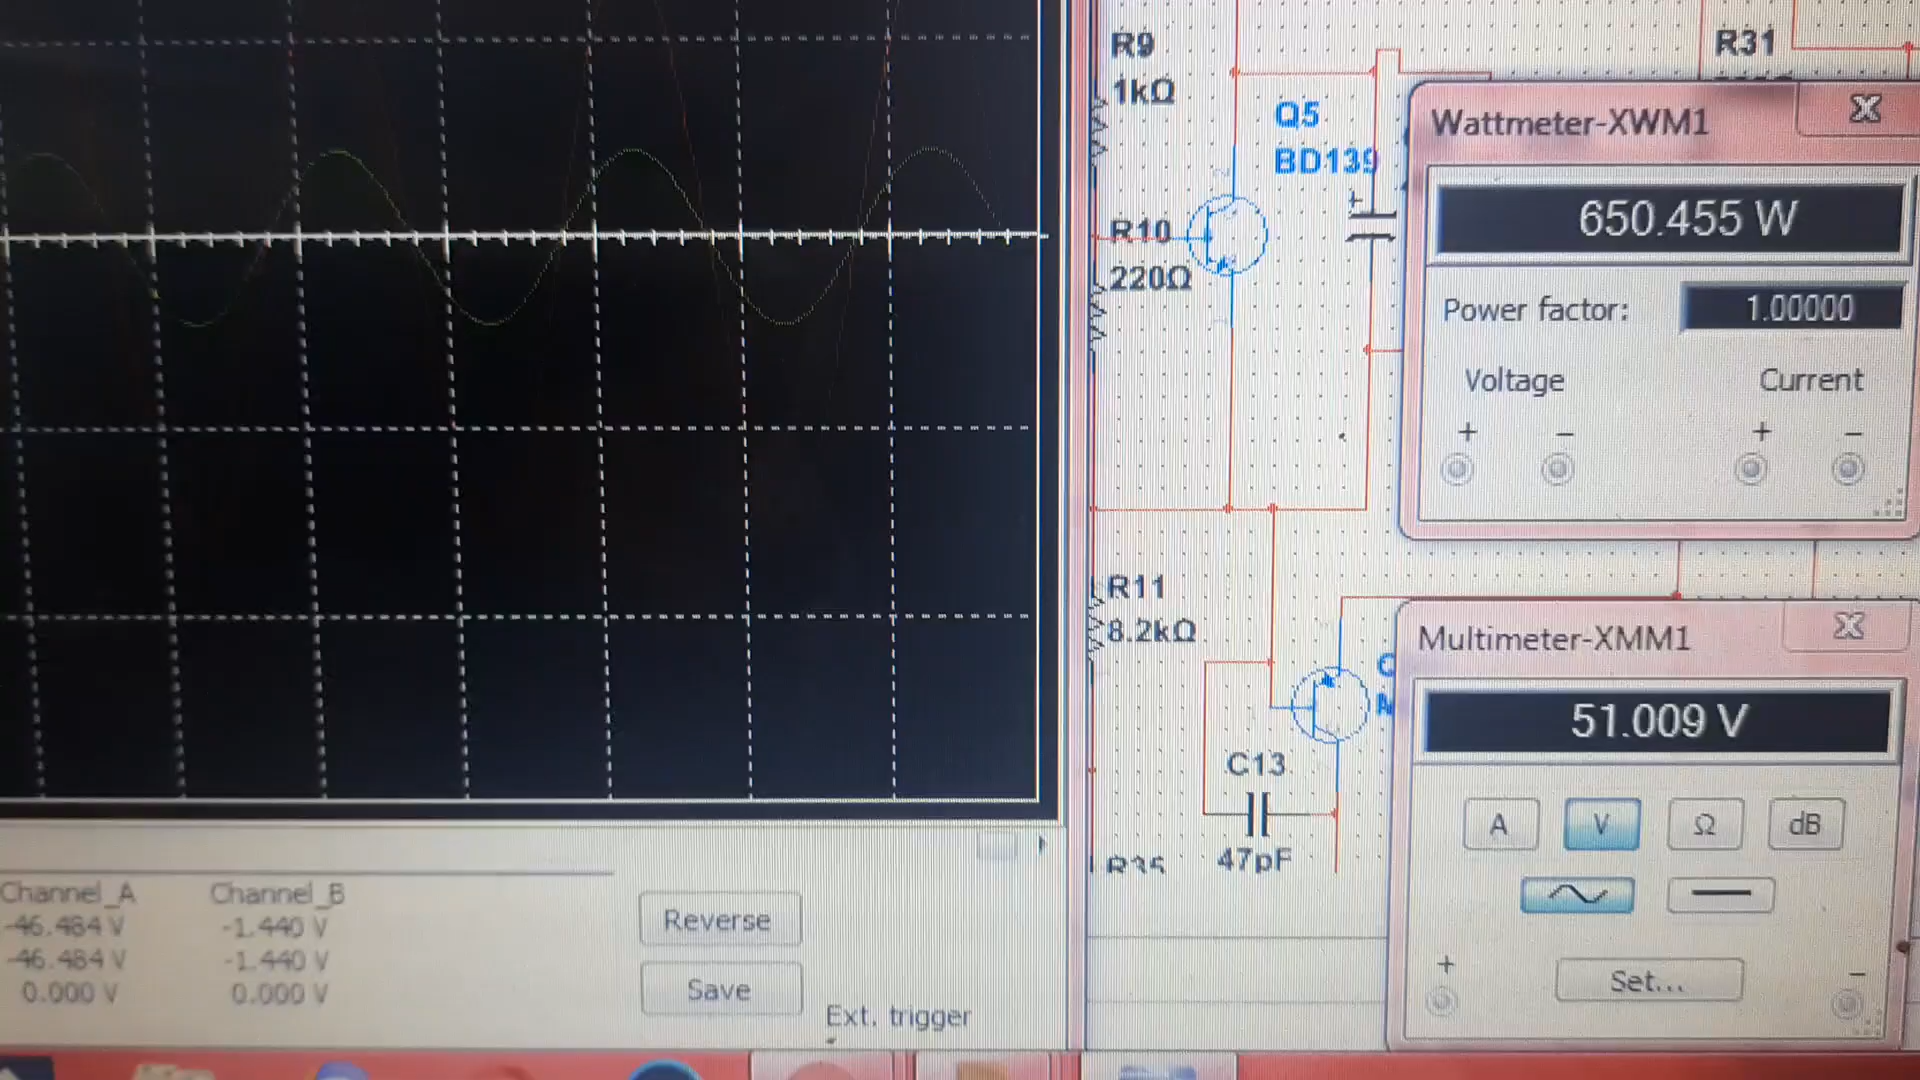 R9
1kΩ
Q5
BD139
R10
220Ω
R31
Wattmeter-XWM1
X
650.455 W
Power factor:
1.00000
Voltage
Current
+
−
+
−
R11
8.2kΩ
C13
47pF
R35
Multimeter-XMM1
X
51.009 V
A
V
Ω
dB
+
Set...
−
Channel_A
Channel_B
-46.484 V
-1.440 V
-46.484 V
-1.440 V
0.000 V
0.000 V
Reverse
Save
Ext. trigger